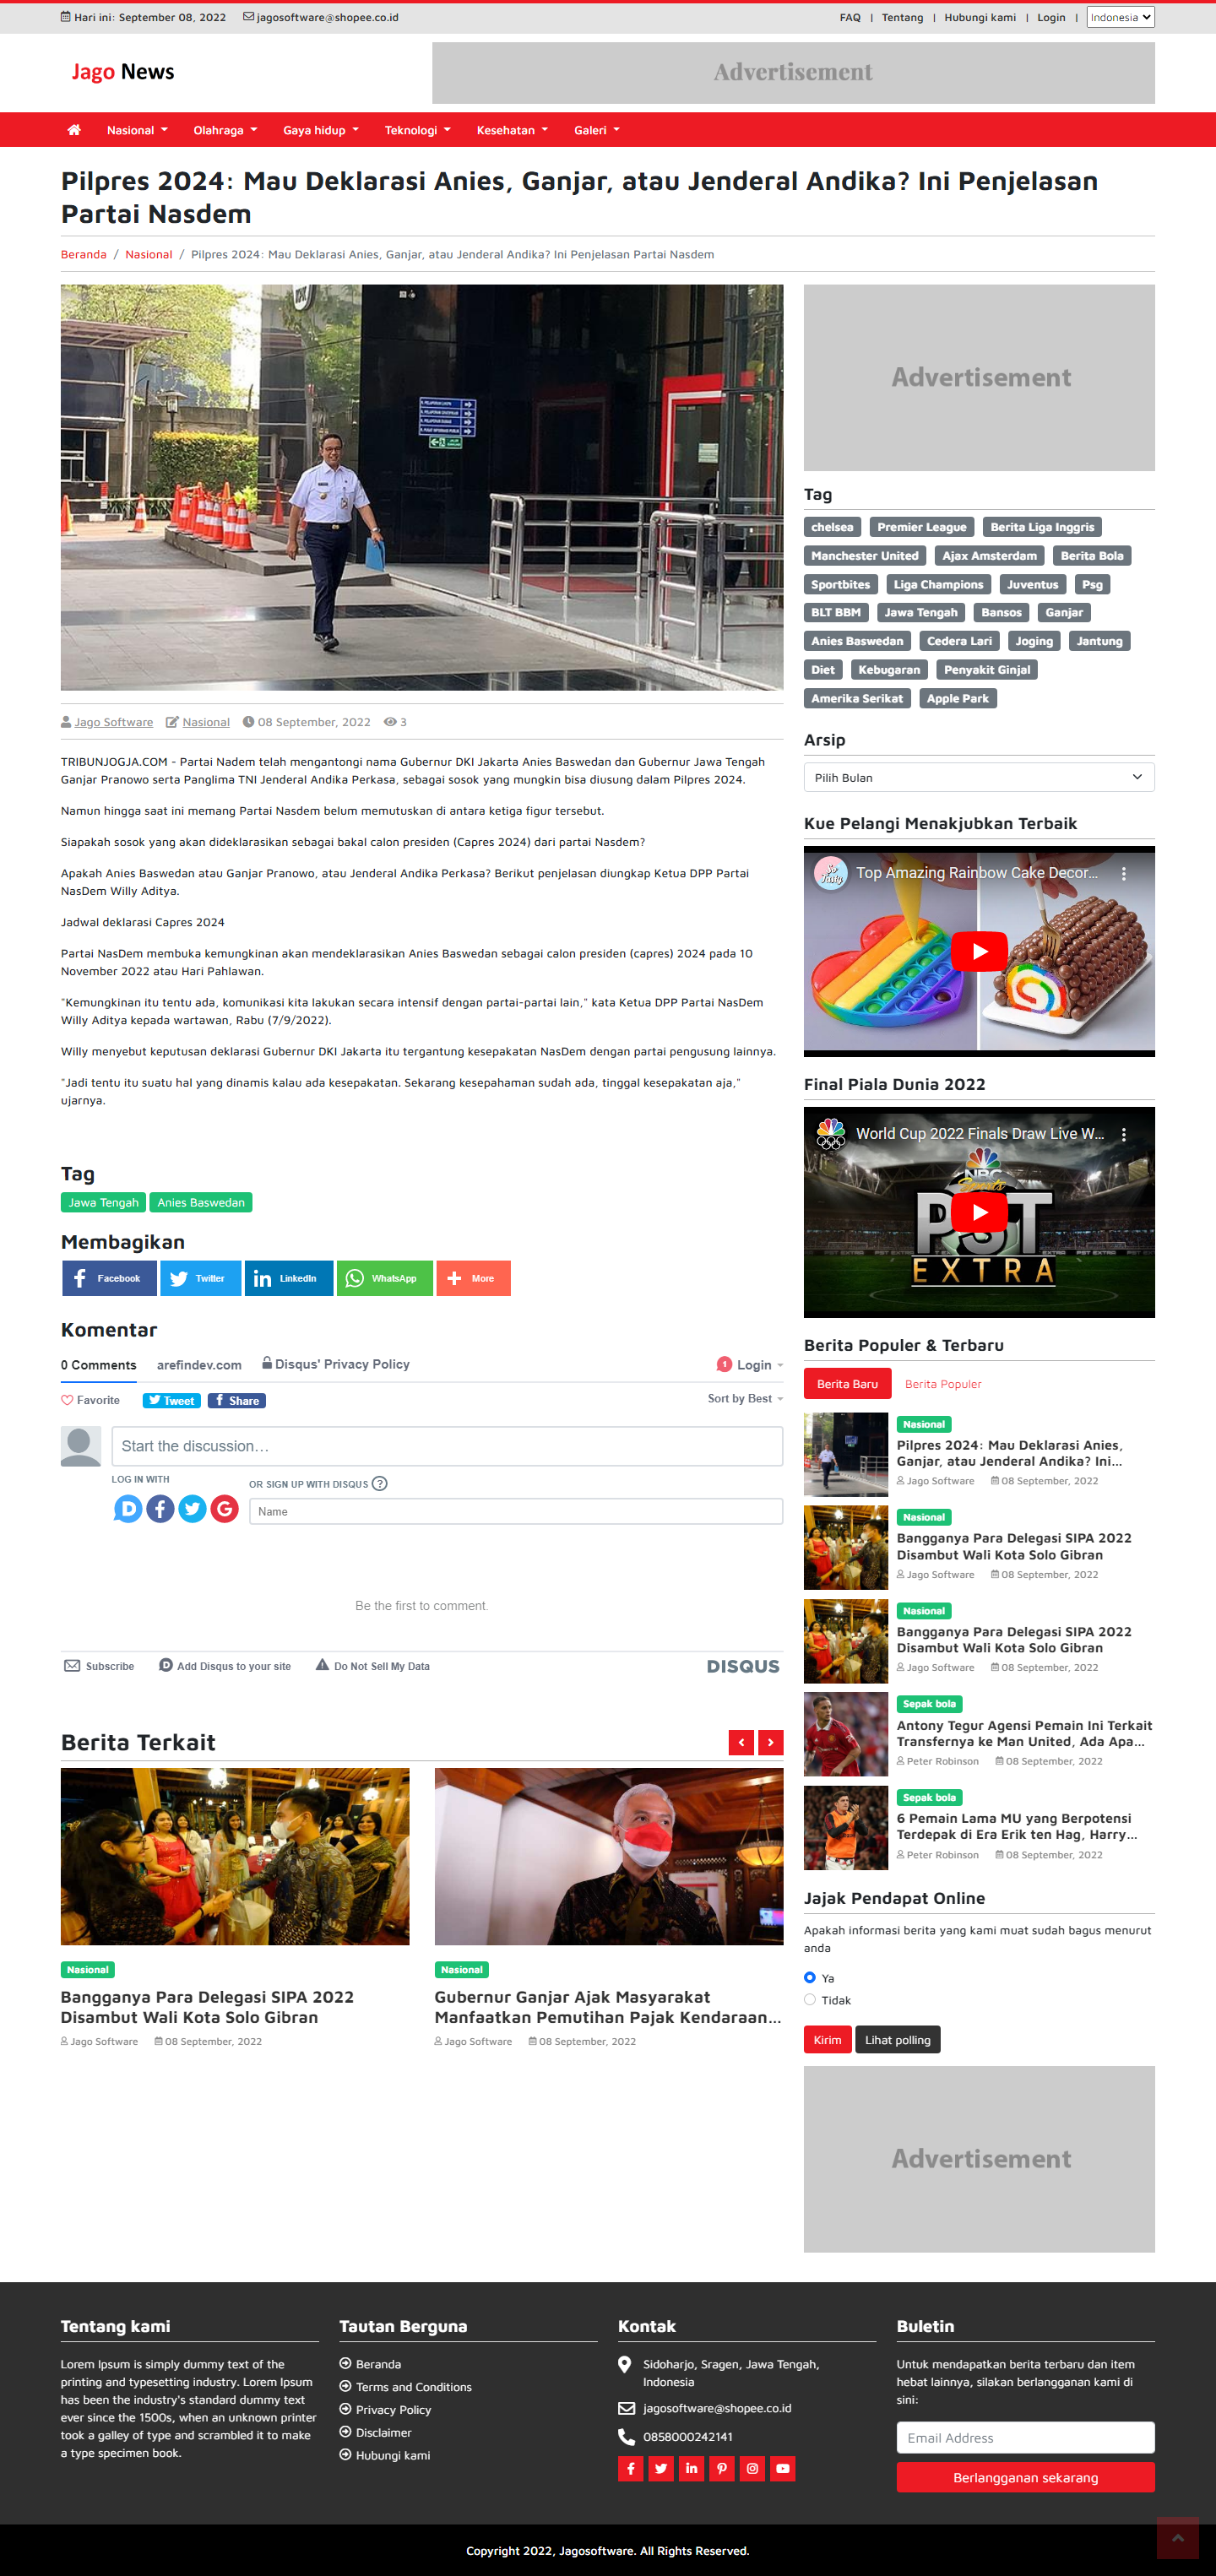 Hari ini: September 08, 2022 jagosoftware@shopee.co.id
FAQ | Tentang | Hubungi kami | Login | Indonesia
Jago News
Advertisement
Nasional Olahraga Gaya hidup Teknologi Kesehatan Galeri
Pilpres 2024: Mau Deklarasi Anies, Ganjar, atau Jenderal Andika? Ini Penjelasan
Partai Nasdem
Beranda / Nasional / Pilpres 2024: Mau Deklarasi Anies, Ganjar, atau Jenderal Andika? Ini Penjelasan Partai Nasdem
Jago Software Nasional 08 September, 2022 3
TRIBUNJOGJA.COM - Partai Nadem telah mengantongi nama Gubernur DKI Jakarta Anies Baswedan dan Gubernur Jawa Tengah
Ganjar Pranowo serta Panglima TNI Jenderal Andika Perkasa, sebagai sosok yang mungkin bisa diusung dalam Pilpres 2024.
Namun hingga saat ini memang Partai Nasdem belum memutuskan di antara ketiga figur tersebut.
Siapakah sosok yang akan dideklarasikan sebagai bakal calon presiden (Capres 2024) dari partai Nasdem?
Apakah Anies Baswedan atau Ganjar Pranowo, atau Jenderal Andika Perkasa? Berikut penjelasan diungkap Ketua DPP Partai
NasDem Willy Aditya.
Jadwal deklarasi Capres 2024
Partai NasDem membuka kemungkinan akan mendeklarasikan Anies Baswedan sebagai calon presiden (capres) 2024 pada 10
November 2022 atau Hari Pahlawan.
"Kemungkinan itu tentu ada, komunikasi kita lakukan secara intensif dengan partai-partai lain," kata Ketua DPP Partai NasDem
Willy Aditya kepada wartawan, Rabu (7/9/2022).
Willy menyebut keputusan deklarasi Gubernur DKI Jakarta itu tergantung kesepakatan NasDem dengan partai pengusung lainnya.
"Jadi tentu itu suatu hal yang dinamis kalau ada kesepakatan. Sekarang kesepahaman sudah ada, tinggal kesepakatan aja,"
ujarnya.
Tag
Jawa Tengah Anies Baswedan
Membagikan
Facebook Twitter LinkedIn WhatsApp More
Komentar
0 Comments arefindev.com Disqus' Privacy Policy 1 Login
Favorite Tweet Share Sort by Best
Start the discussion…
LOG IN WITH
OR SIGN UP WITH DISQUS ?
Name
Be the first to comment.
Subscribe Add Disqus to your site Do Not Sell My Data DISQUS
Berita Terkait
Nasional
Bangganya Para Delegasi SIPA 2022
Disambut Wali Kota Solo Gibran
Jago Software 08 September, 2022
Nasional
Gubernur Ganjar Ajak Masyarakat
Manfaatkan Pemutihan Pajak Kendaraan...
Jago Software 08 September, 2022
Advertisement
Tag
chelsea Premier League Berita Liga Inggris
Manchester United Ajax Amsterdam Berita Bola
Sportbites Liga Champions Juventus Psg
BLT BBM Jawa Tengah Bansos Ganjar
Anies Baswedan Cedera Lari Joging Jantung
Diet Kebugaran Penyakit Ginjal
Amerika Serikat Apple Park
Arsip
Pilih Bulan
Kue Pelangi Menakjubkan Terbaik
So Tasty
Top Amazing Rainbow Cake Decor...
Final Piala Dunia 2022
World Cup 2022 Finals Draw Live W...
NBC
Sports
PST
EXTRA
Berita Populer & Terbaru
Berita Baru Berita Populer
Nasional
Pilpres 2024: Mau Deklarasi Anies,
Ganjar, atau Jenderal Andika? Ini...
Jago Software 08 September, 2022
Nasional
Bangganya Para Delegasi SIPA 2022
Disambut Wali Kota Solo Gibran
Jago Software 08 September, 2022
Nasional
Bangganya Para Delegasi SIPA 2022
Disambut Wali Kota Solo Gibran
Jago Software 08 September, 2022
Sepak bola
Antony Tegur Agensi Pemain Ini Terkait
Transfernya ke Man United, Ada Apa...
Peter Robinson 08 September, 2022
Sepak bola
6 Pemain Lama MU yang Berpotensi
Terdepak di Era Erik ten Hag, Harry...
Peter Robinson 08 September, 2022
Jajak Pendapat Online
Apakah informasi berita yang kami muat sudah bagus menurut
anda
Ya
Tidak
Kirim Lihat polling
Advertisement
Tentang kami
Lorem Ipsum is simply dummy text of the
printing and typesetting industry. Lorem Ipsum
has been the industry's standard dummy text
ever since the 1500s, when an unknown printer
took a galley of type and scrambled it to make
a type specimen book.
Tautan Berguna
Beranda
Terms and Conditions
Privacy Policy
Disclaimer
Hubungi kami
Kontak
Sidoharjo, Sragen, Jawa Tengah,
Indonesia
jagosoftware@shopee.co.id
0858000242141
Buletin
Untuk mendapatkan berita terbaru dan item
hebat lainnya, silakan berlangganan kami di
sini:
Email Address
Berlangganan sekarang
Copyright 2022, Jagosoftware. All Rights Reserved.